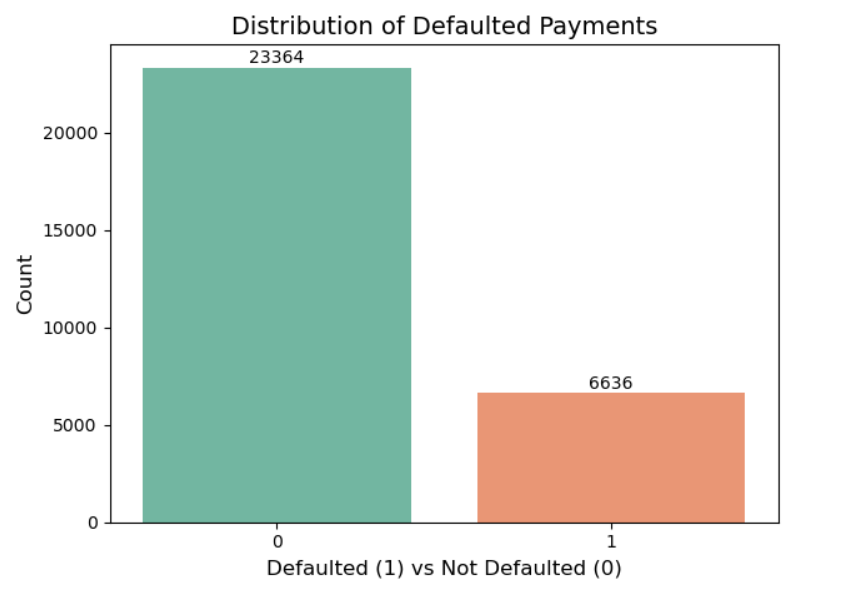 Distribution of Defaulted Payments
23364
20000
15000
10000
6636
5000
0
Count
0 1
Defaulted (1) vs Not Defaulted (0)